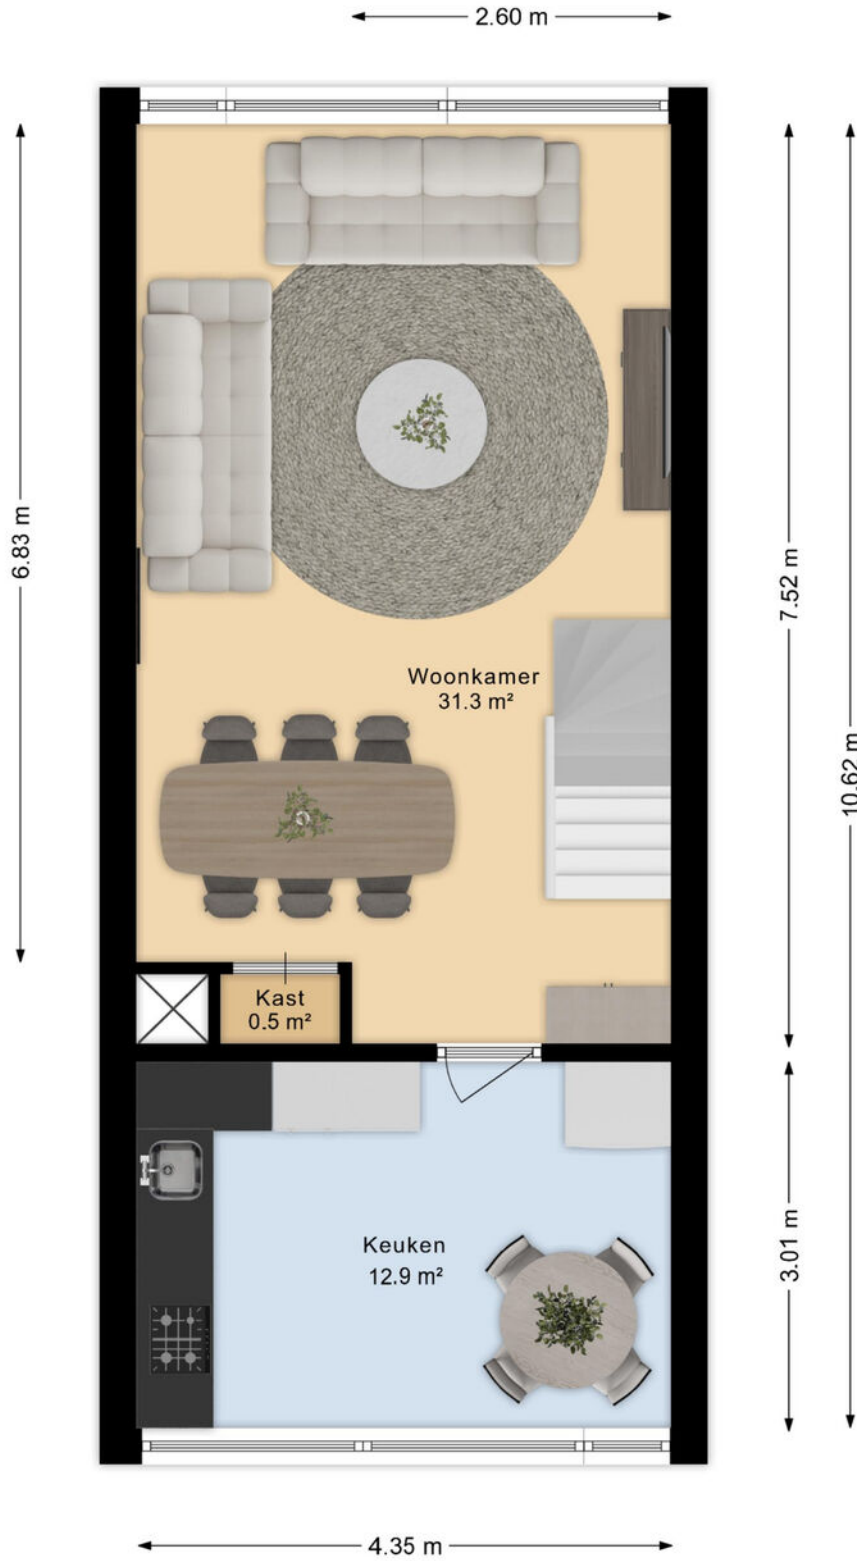 2.60 m
6.83 m
7.52 m
10.62 m
Woonkamer
31.3 m²
Kast
0.5 m²
3.01 m
Keuken
12.9 m²
4.35 m